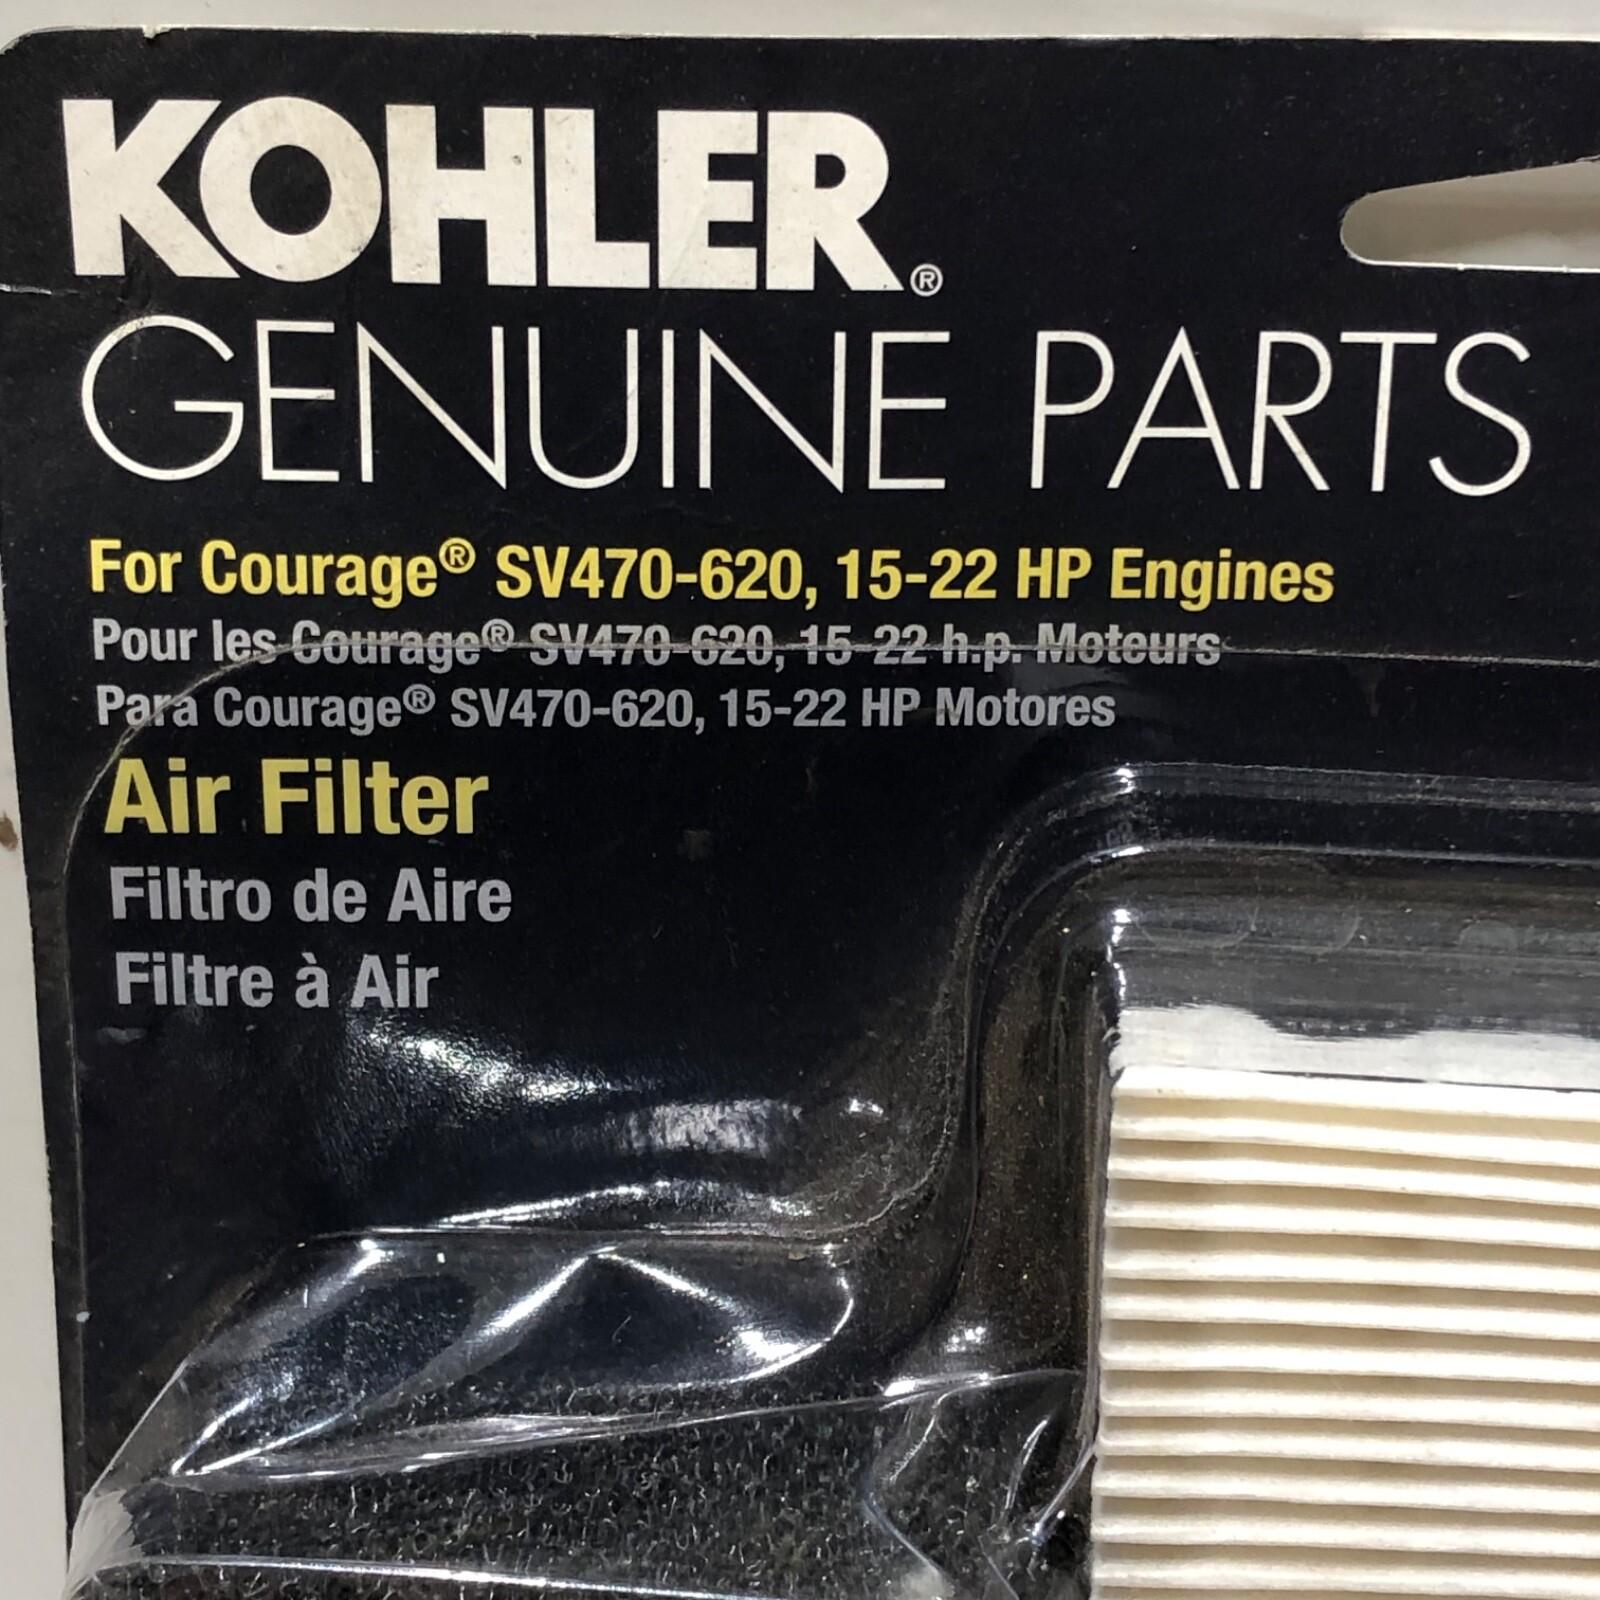 KOHLER®
GENUINE PARTS
For Courage® SV470-620, 15-22 HP Engines
Pour les Courage® SV470-620, 15-22 h.p. Moteurs
Para Courage® SV470-620, 15-22 HP Motores
Air Filter
Filtro de Aire
Filtre à Air